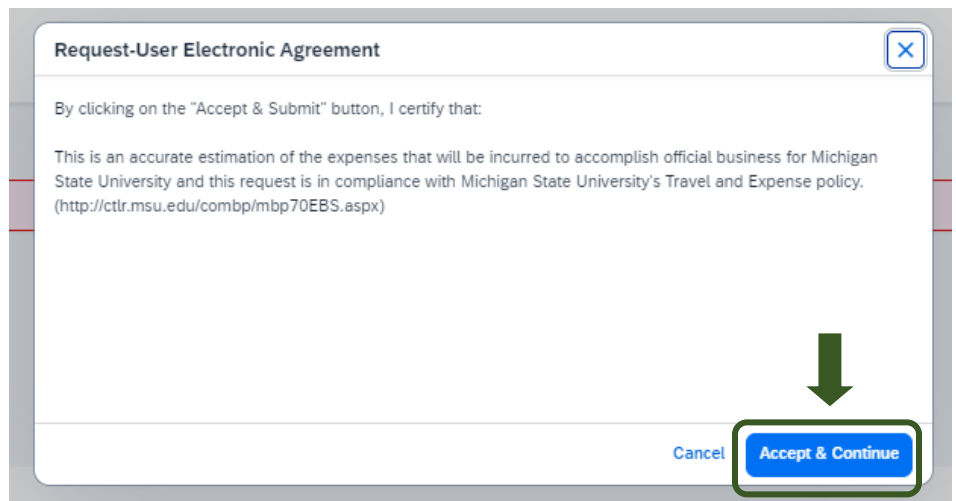 Request-User Electronic Agreement
By clicking on the "Accept & Submit" button, I certify that:
This is an accurate estimation of the expenses that will be incurred to accomplish official business for Michigan
State University and this request is in compliance with Michigan State University's Travel and Expense policy.
(http://ctlr.msu.edu/combp/mbp70EBS.aspx)
Cancel
Accept & Continue